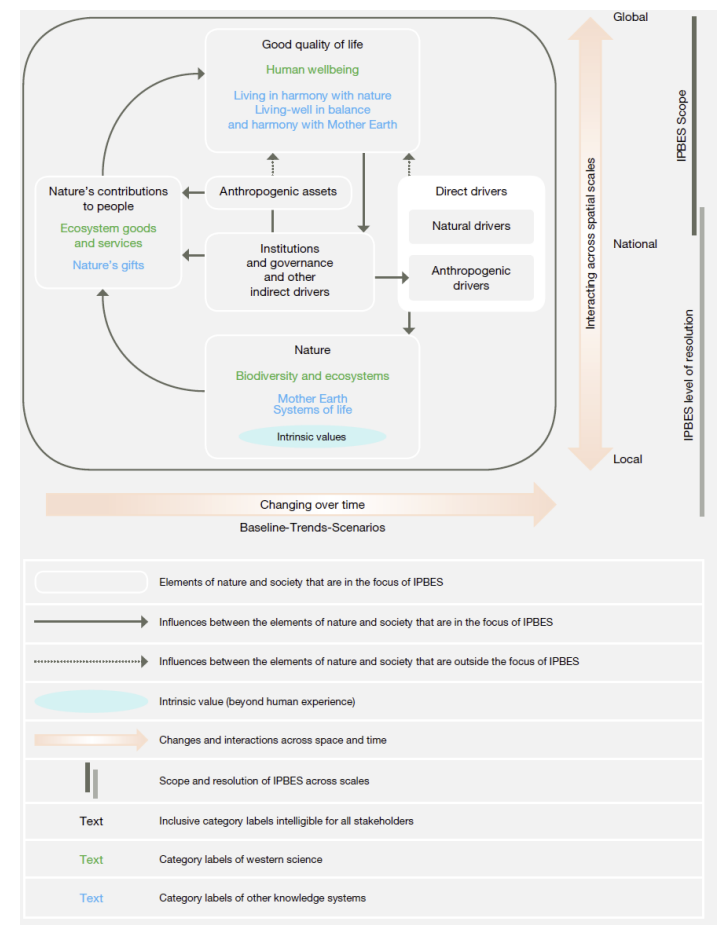 Good quality of life
Human wellbeing
Living in harmony with nature
Living-well in balance
and harmony with Mother Earth
Nature's contributions
to people
Ecosystem goods
and services
Nature's gifts
Anthropogenic assets
Institutions
and governance
and other
indirect drivers
Direct drivers
Natural drivers
Anthropogenic
drivers
Nature
Biodiversity and ecosystems
Mother Earth
Systems of life
Intrinsic values
Changing over time
Baseline-Trends-Scenarios
Global
National
Local
Interacting across spatial scales
IPBES Scope
IPBES level of resolution
Elements of nature and society that are in the focus of IPBES
Influences between the elements of nature and society that are in the focus of IPBES
Influences between the elements of nature and society that are outside the focus of IPBES
Intrinsic value (beyond human experience)
Changes and interactions across space and time
Scope and resolution of IPBES across scales
Text Inclusive category labels intelligible for all stakeholders
Text Category labels of western science
Text Category labels of other knowledge systems